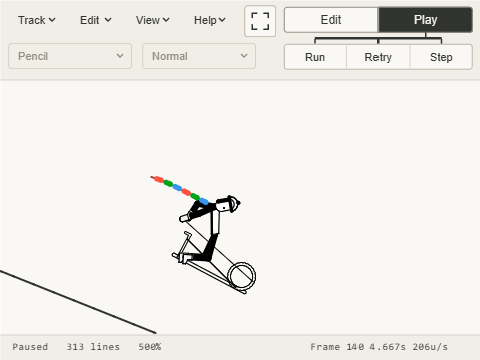 Track Edit View Help Edit Play
Pencil Normal Run Retry Step
Paused 313 lines 500% Frame 140 4.667s 206u/s